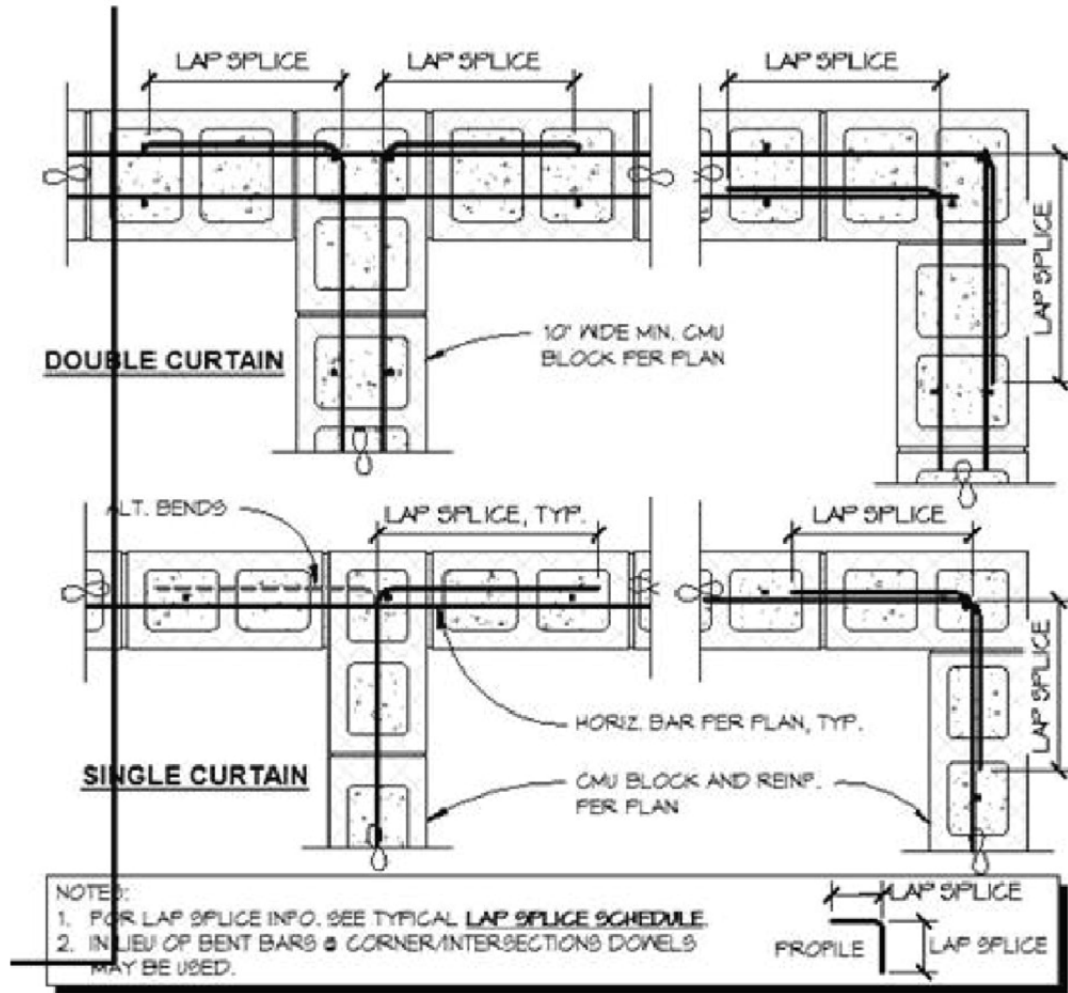 LAP SPLICE
LAP SPLICE
LAP SPLICE
LAP SPLICE
10" WIDE MIN. CMU
BLOCK PER PLAN
DOUBLE CURTAIN
ALT. BENDS
LAP SPLICE, TYP.
LAP SPLICE
LAP SPLICE
HORIZ. BAR PER PLAN, TYP.
SINGLE CURTAIN
CMU BLOCK AND REINF.
PER PLAN
NOTES:
1. FOR LAP SPLICE INFO. SEE TYPICAL LAP SPLICE SCHEDULE.
2. IN LIEU OF BENT BARS @ CORNER/INTERSECTIONS DOWELS
MAY BE USED.
LAP SPLICE
PROFILE
LAP SPLICE